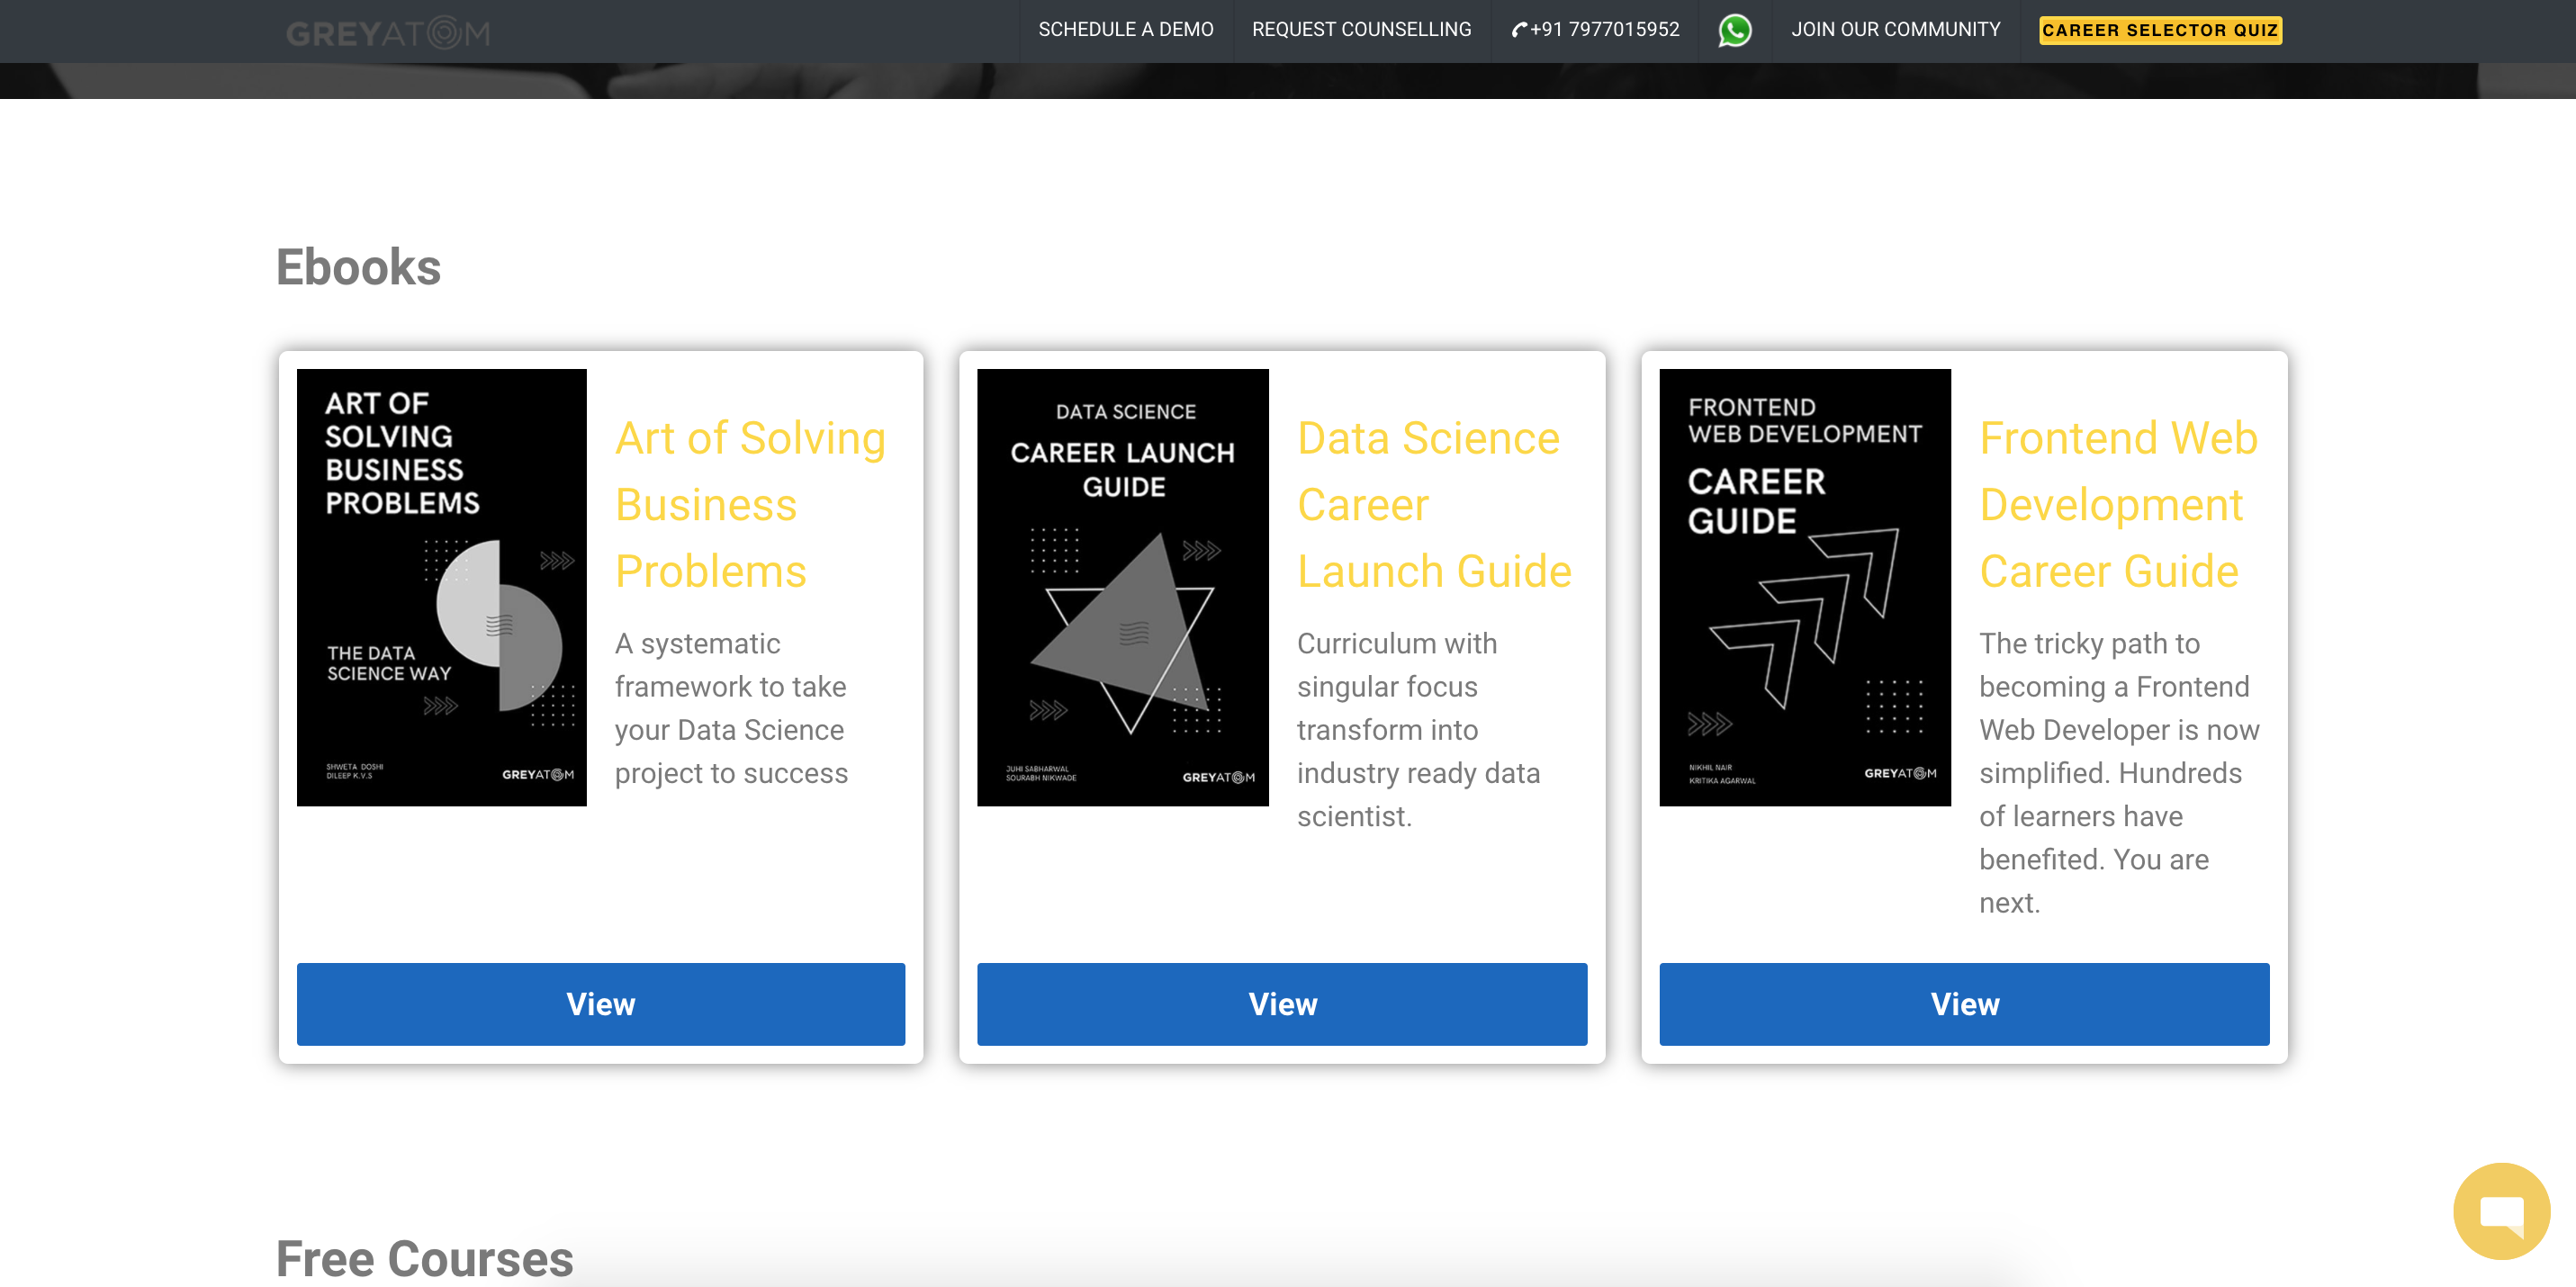 GREYATOM
SCHEDULE A DEMO
REQUEST COUNSELLING
+91 7977015952
JOIN OUR COMMUNITY
CAREER SELECTOR QUIZ
Ebooks
ART OF
SOLVING
BUSINESS
PROBLEMS
THE DATA
SCIENCE WAY
SHWETA DOSHI
DILEEP K.V.S
GREYATOM
Art of Solving
Business
Problems
A systematic
framework to take
your Data Science
project to success
View
DATA SCIENCE
CAREER LAUNCH
GUIDE
JUHI SABHARWAL
SOURABH NIKWADE
GREYATOM
Data Science
Career
Launch Guide
Curriculum with
singular focus
transform into
industry ready data
scientist.
View
FRONTEND
WEB DEVELOPMENT
CAREER
GUIDE
NIKHIL NAIR
KRITIKA AGARWAL
GREYATOM
Frontend Web
Development
Career Guide
The tricky path to
becoming a Frontend
Web Developer is now
simplified. Hundreds
of learners have
benefited. You are
next.
View
Free Courses